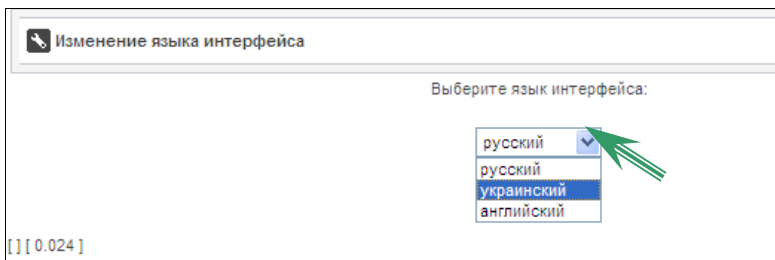 Изменение языка интерфейса
Выберите язык интерфейса:
русский
русский
украинский
английский
[ ] [ 0.024 ]